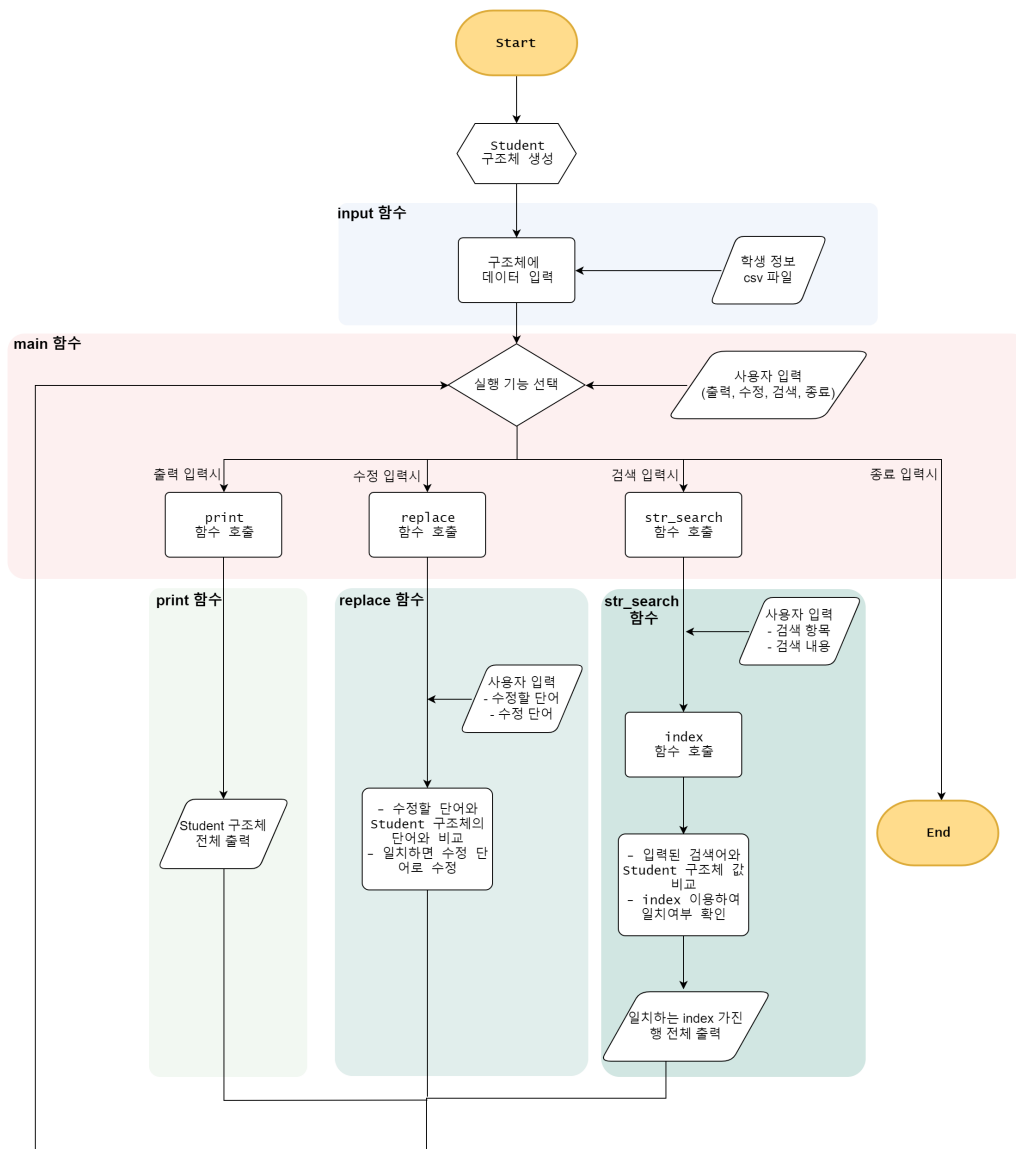 Start
Student
구조체 생성
input 함수
구조체에
데이터 입력
학생 정보
csv 파일
main 함수
실행 기능 선택
사용자 입력
(출력, 수정, 검색, 종료)
출력 입력시
수정 입력시
검색 입력시
종료 입력시
print
함수 호출
replace
함수 호출
str_search
함수 호출
print 함수
replace 함수
str_search
함수
사용자 입력
- 검색 항목
- 검색 내용
사용자 입력
- 수정할 단어
- 수정 단어
index
함수 호출
Student 구조체
전체 출력
- 수정할 단어와
Student 구조체의
단어와 비교
- 일치하면 수정 단
어로 수정
- 입력된 검색어와
Student 구조체 값
비교
- index 이용하여
일치여부 확인
End
일치하는 index 가진
행 전체 출력